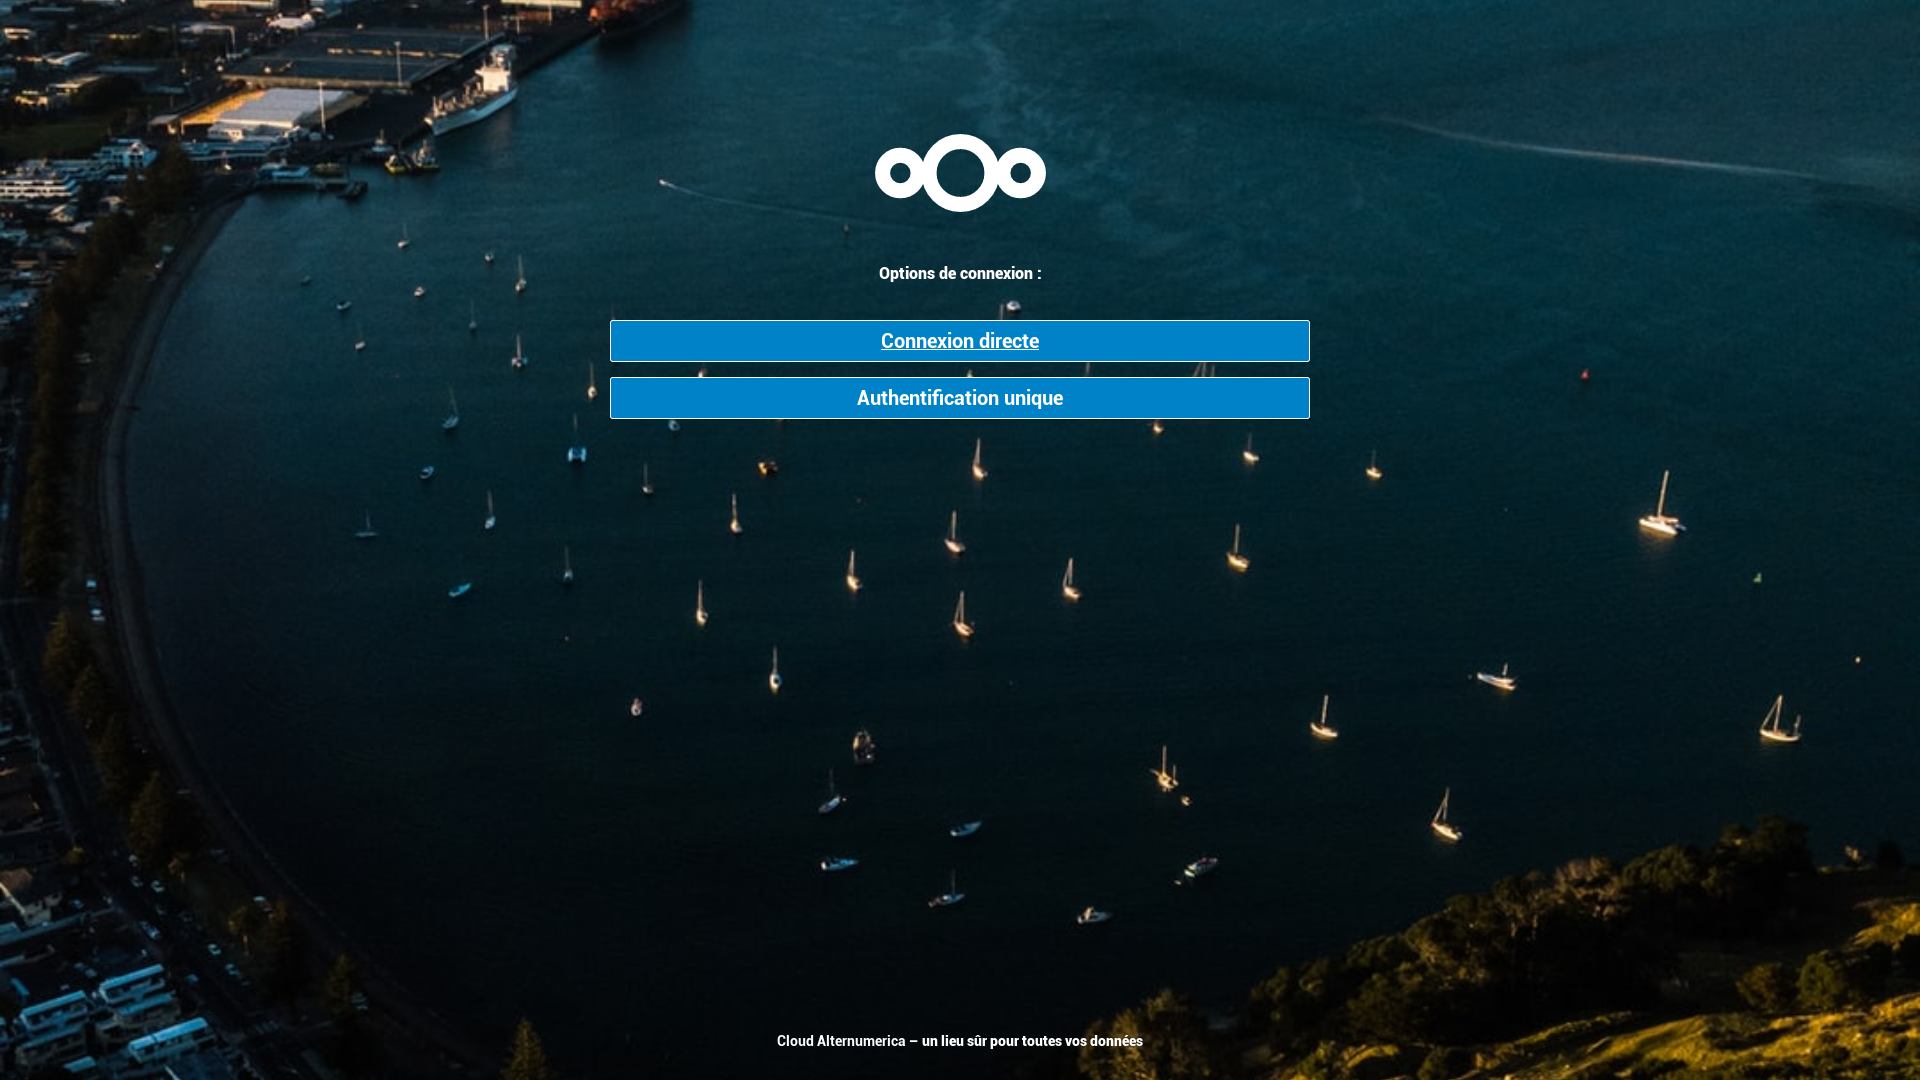 Options de connexion :
Connexion directe
Authentification unique
Cloud Alternumerica – un lieu sûr pour toutes vos données